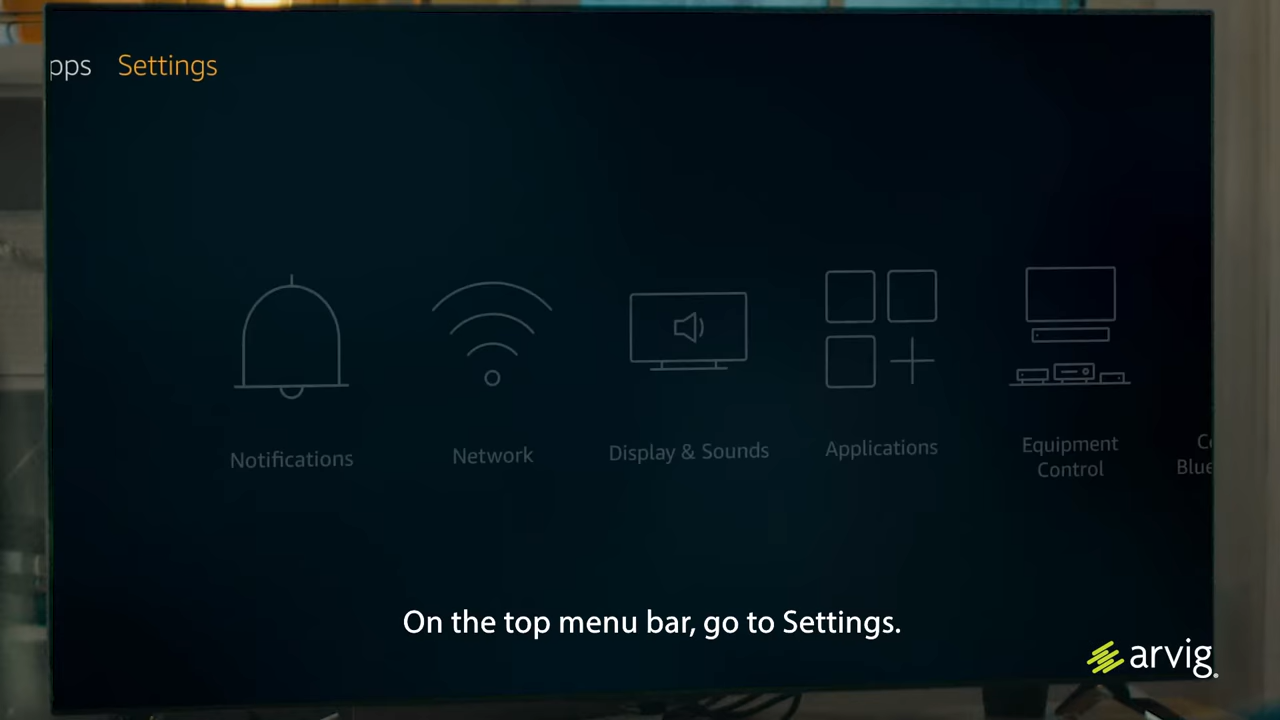 pps Settings
Notifications
Network
Display & Sounds
Applications
Equipment
Control
On the top menu bar, go to Settings.
arvig